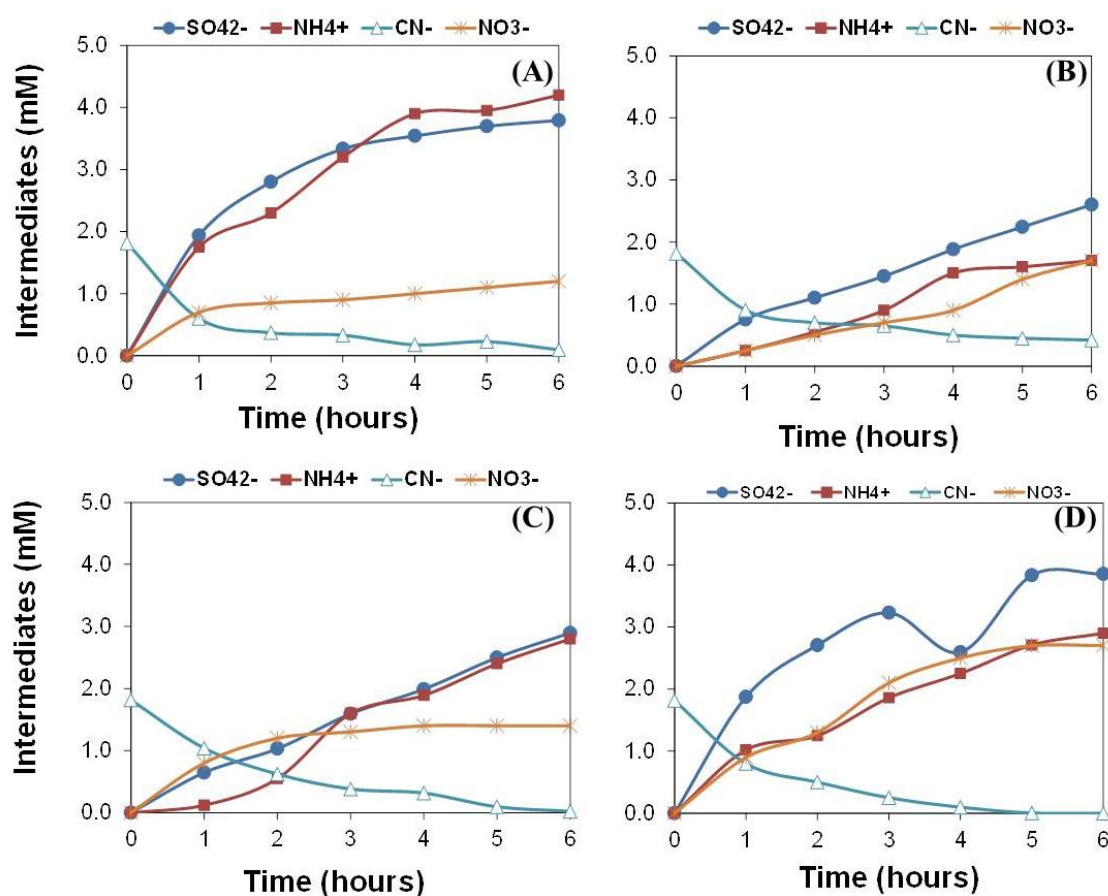 SO42- NH4+ CN- NO3-
(A)
Intermediates (mM)
5.0
4.0
3.0
2.0
1.0
0.0
0 1 2 3 4 5 6
Time (hours)
SO42- NH4+ CN- NO3-
(B)
5.0
4.0
3.0
2.0
1.0
0.0
0 1 2 3 4 5 6
Time (hours)
SO42- NH4+ CN- NO3-
(C)
Intermediates (mM)
5.0
4.0
3.0
2.0
1.0
0.0
0 1 2 3 4 5 6
Time (hours)
SO42- NH4+ CN- NO3-
(D)
5.0
4.0
3.0
2.0
1.0
0.0
0 1 2 3 4 5 6
Time (hours)